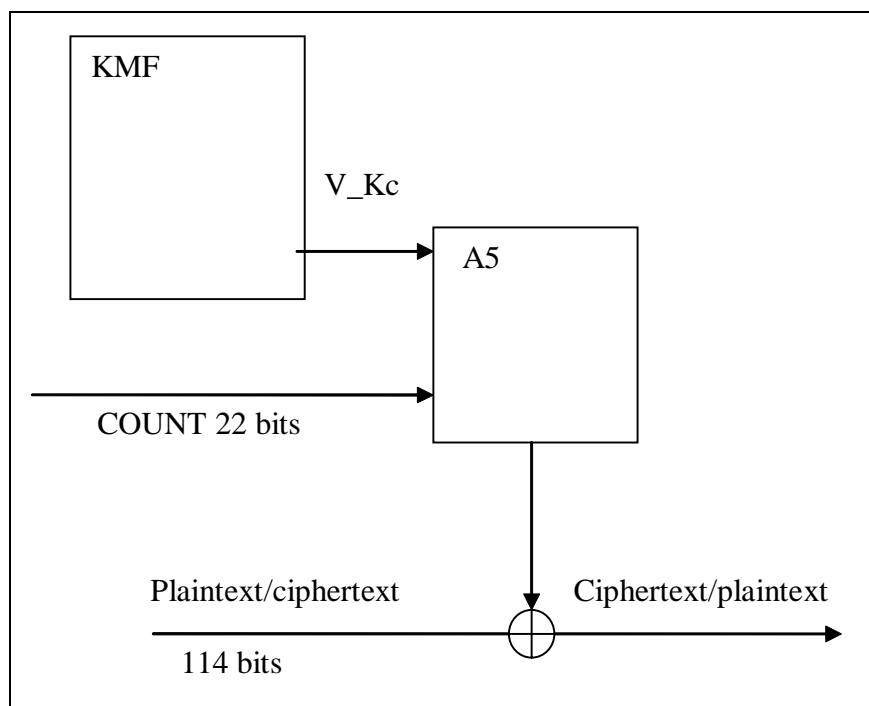 KMF
V_Kc
A5
COUNT 22 bits
Plaintext/ciphertext
Ciphertext/plaintext
114 bits